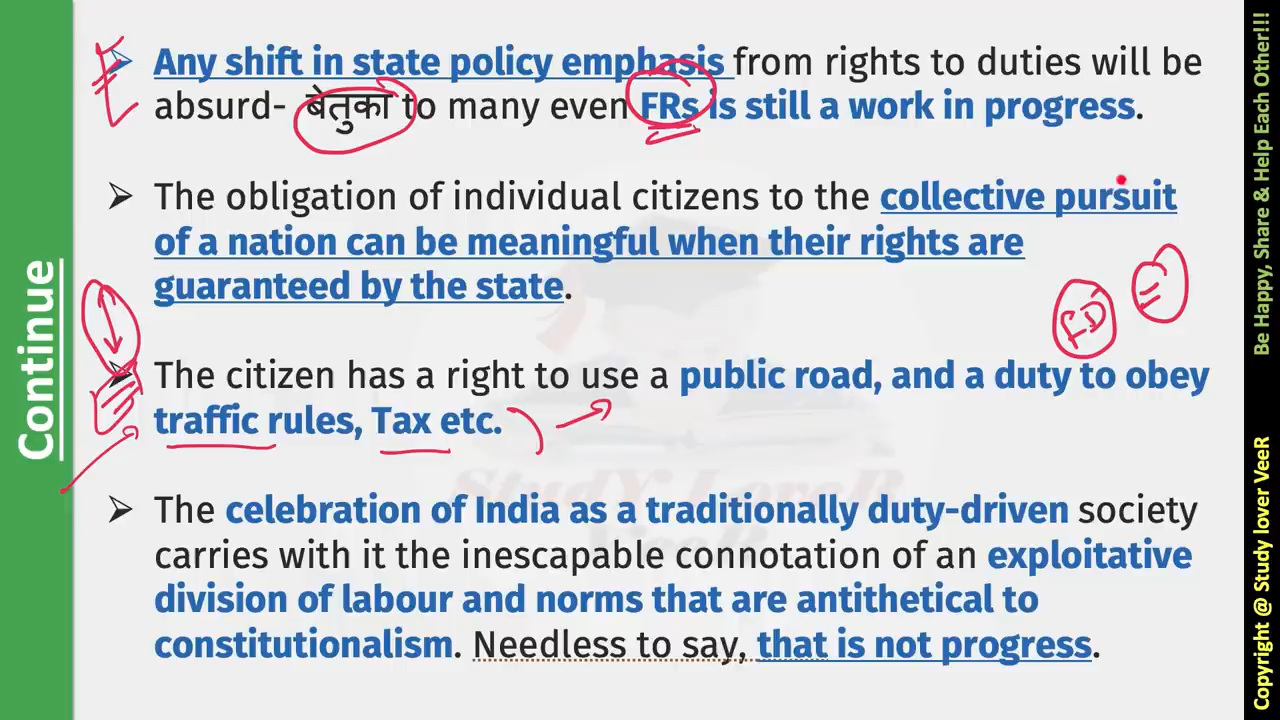 Continue
Any shift in state policy emphasis from rights to duties will be
absurd- बेतुका to many even FRs is still a work in progress.
The obligation of individual citizens to the collective pursuit
of a nation can be meaningful when their rights are
guaranteed by the state.
FD
The citizen has a right to use a public road, and a duty to obey
traffic rules, Tax etc.
The celebration of India as a traditionally duty-driven society
carries with it the inescapable connotation of an exploitative
division of labour and norms that are antithetical to
constitutionalism. Needless to say, that is not progress.
StudY LoveR
VeeR
Be Happy, Share & Help Each Other!!!
Copyright @ Study lover VeeR